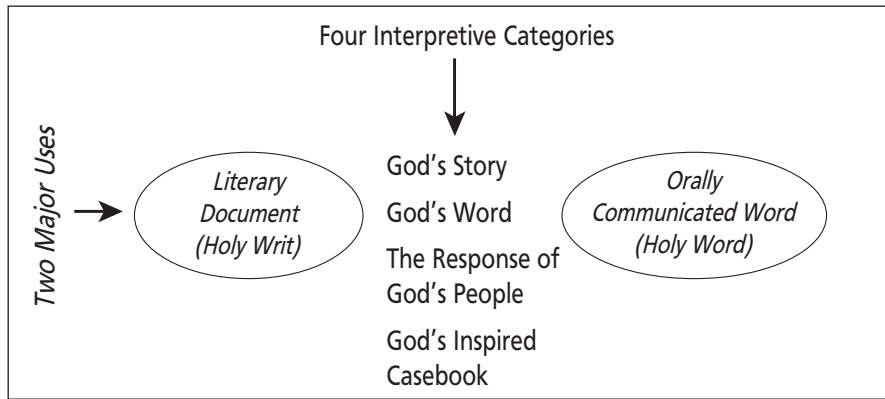 Four Interpretive Categories
Two Major Uses
Literary
Document
(Holy Writ)
God's Story
God's Word
The Response of
God's People
God's Inspired
Casebook
Orally
Communicated Word
(Holy Word)